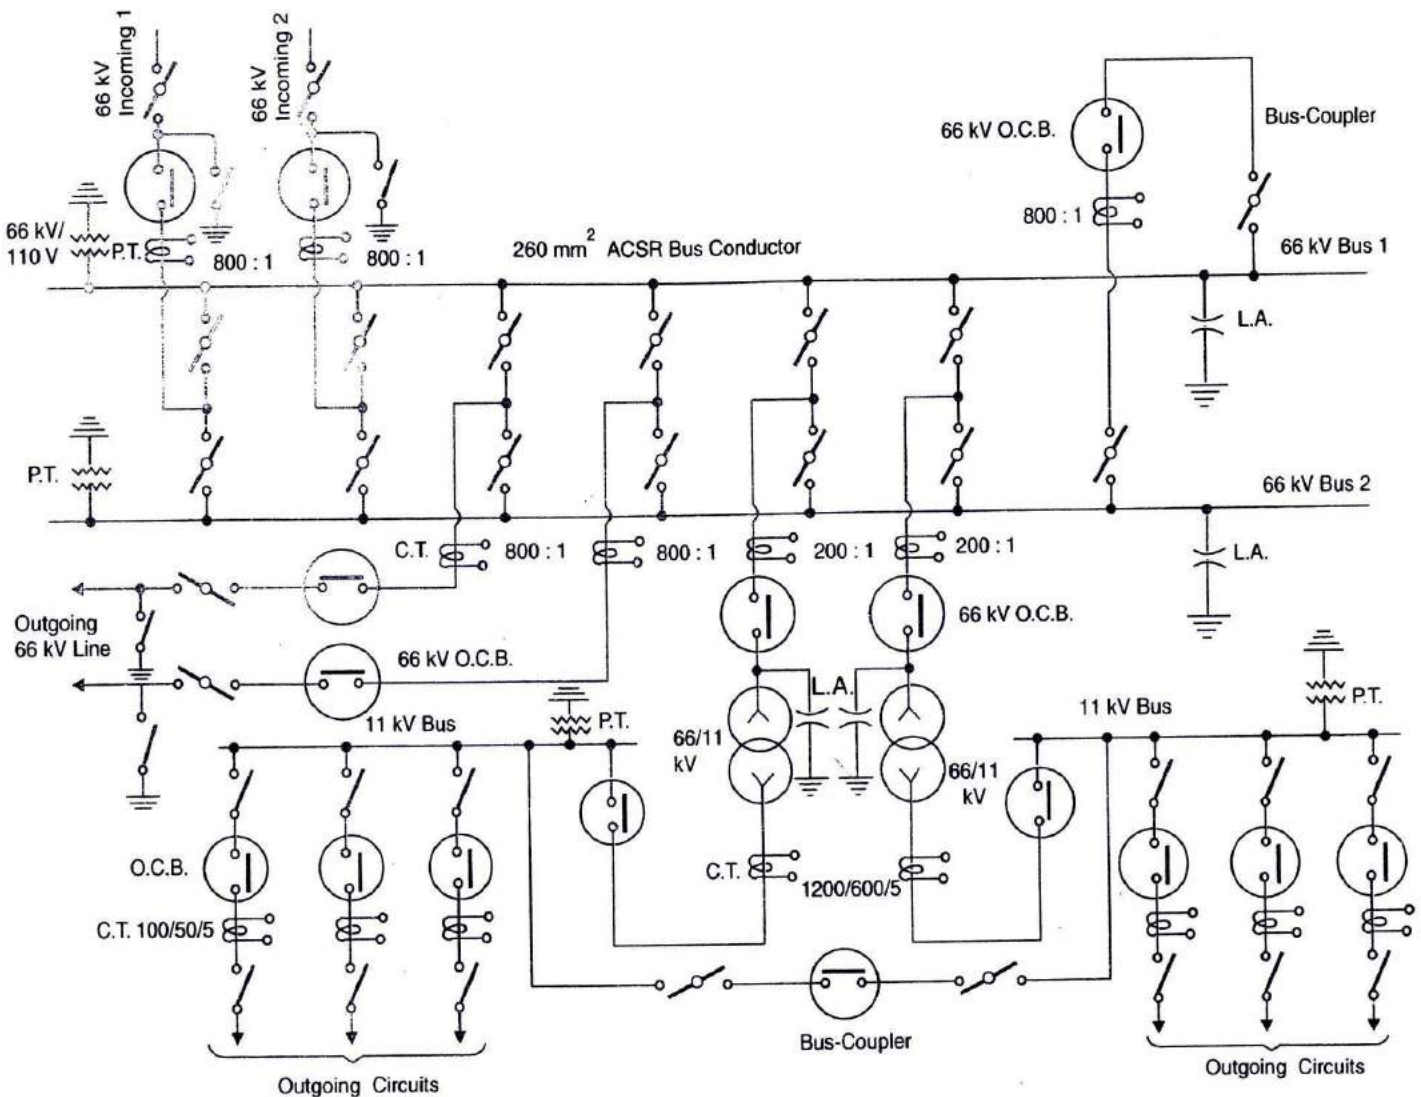 66 kV
Incoming 1
66 kV
Incoming 2
66 kV O.C.B.
Bus-Coupler
66 kV/
110 V
P.T.
800 : 1
800 : 1
260 mm² ACSR Bus Conductor
800 : 1
66 kV Bus 1
L.A.
P.T.
66 kV Bus 2
C.T.
800 : 1
800 : 1
200 : 1
200 : 1
L.A.
Outgoing
66 kV Line
66 kV O.C.B.
66 kV O.C.B.
11 kV Bus
P.T.
L.A.
66/11
kV
66/11
kV
11 kV Bus
P.T.
O.C.B.
C.T. 100/50/5
C.T.
1200/600/5
Bus-Coupler
Outgoing Circuits
Outgoing Circuits